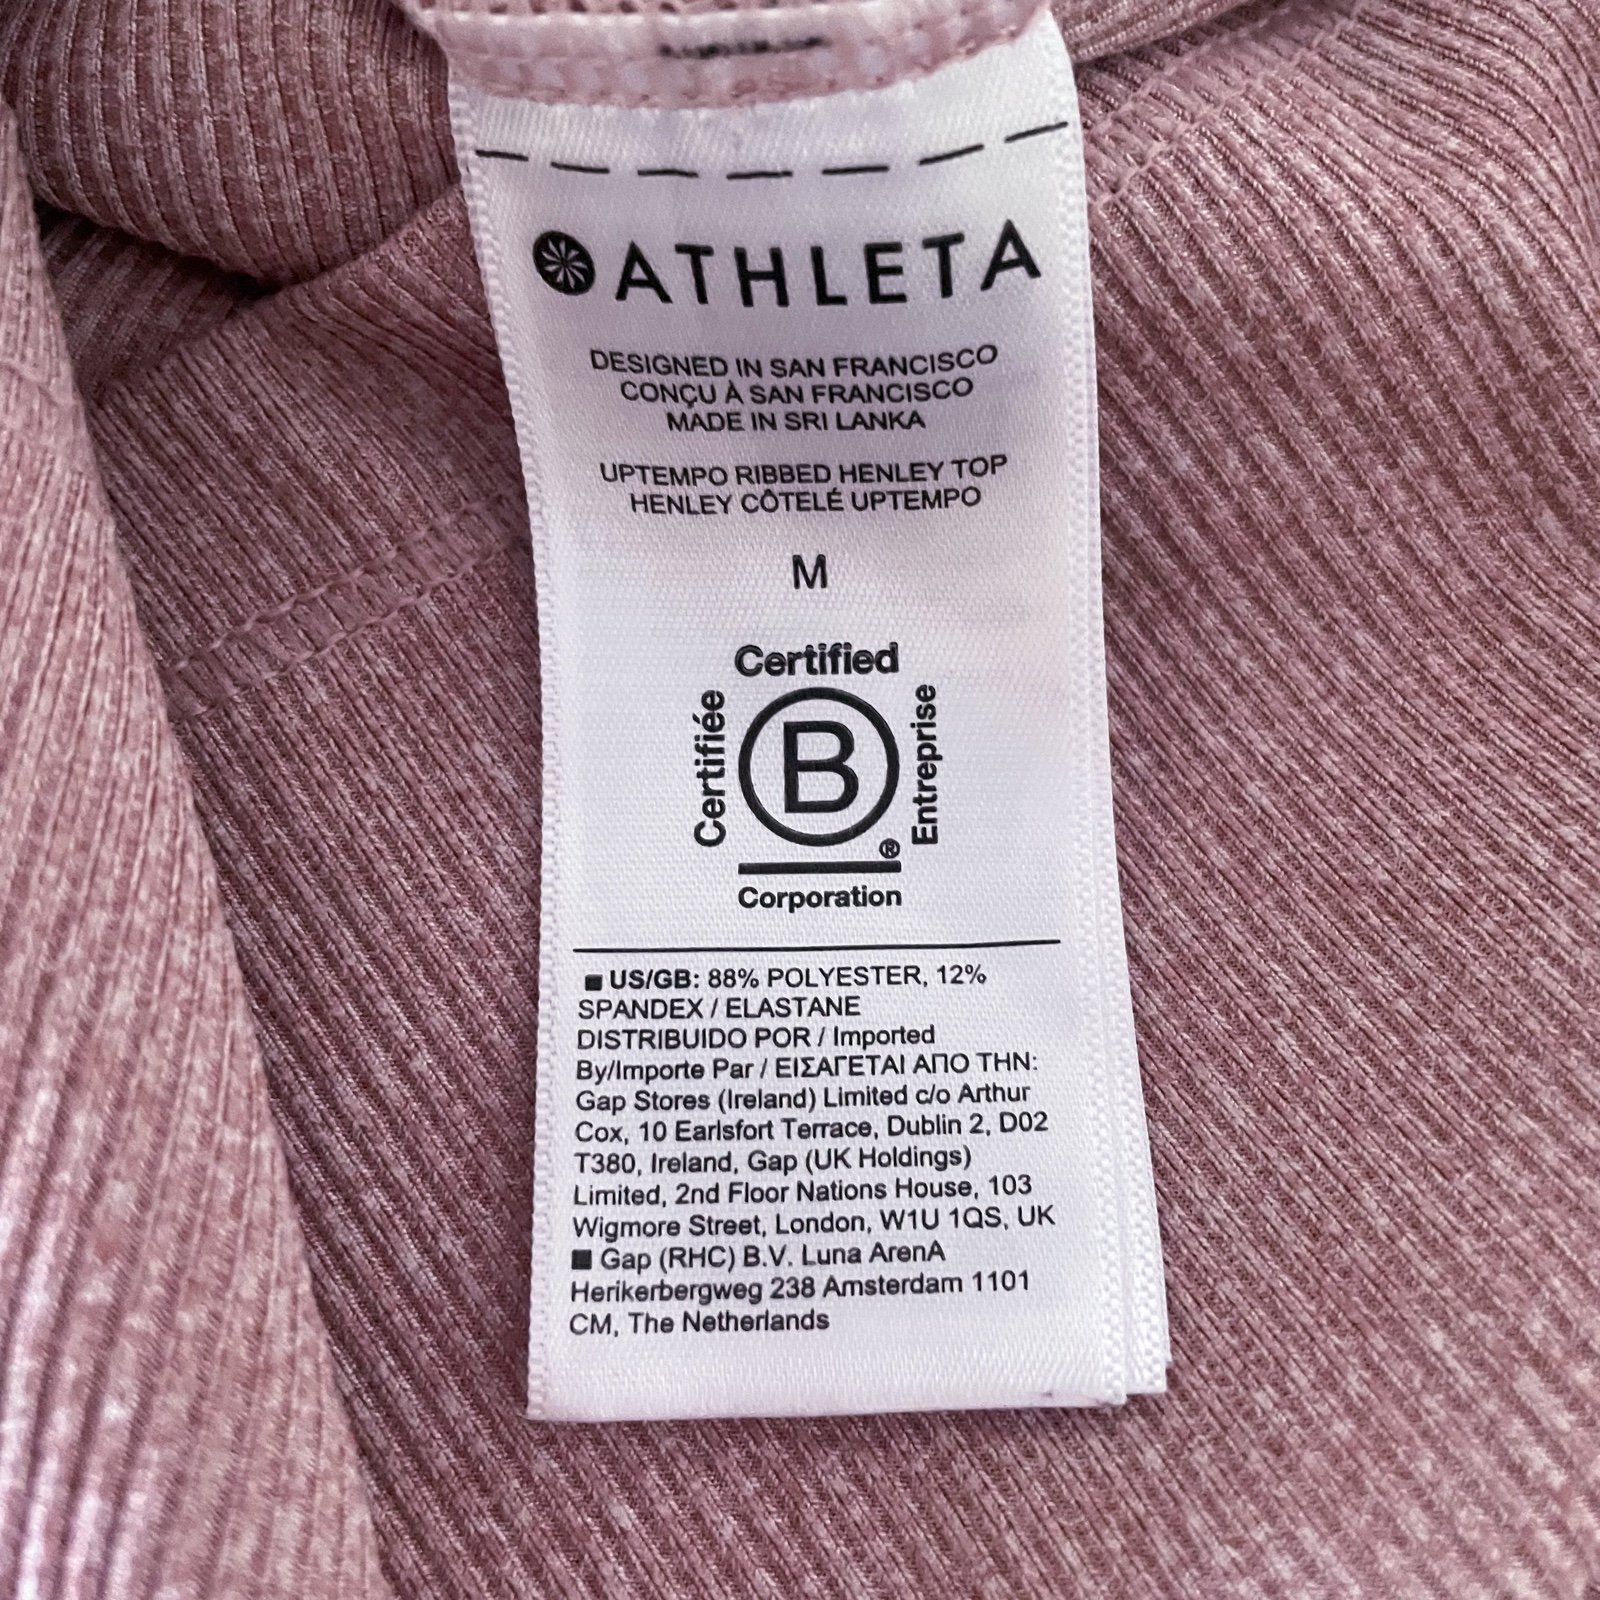 ATHLETA
DESIGNED IN SAN FRANCISCO
CONÇU À SAN FRANCISCO
MADE IN SRI LANKA
UPTEMPO RIBBED HENLEY TOP
HENLEY CÔTELÉ UPTEMPO
M
Certified
Certifiée
B
Entreprise
®
Corporation
■ US/GB: 88% POLYESTER, 12%
SPANDEX / ELASTANE
DISTRIBUIDO POR / Imported
By/Importe Par / ΕΙΣΑΓΕΤΑΙ ΑΠΟ ΤΗΝ:
Gap Stores (Ireland) Limited c/o Arthur
Cox, 10 Earlsfort Terrace, Dublin 2, D02
T380, Ireland, Gap (UK Holdings)
Limited, 2nd Floor Nations House, 103
Wigmore Street, London, W1U 1QS, UK
■ Gap (RHC) B.V. Luna ArenA
Herikerbergweg 238 Amsterdam 1101
CM, The Netherlands